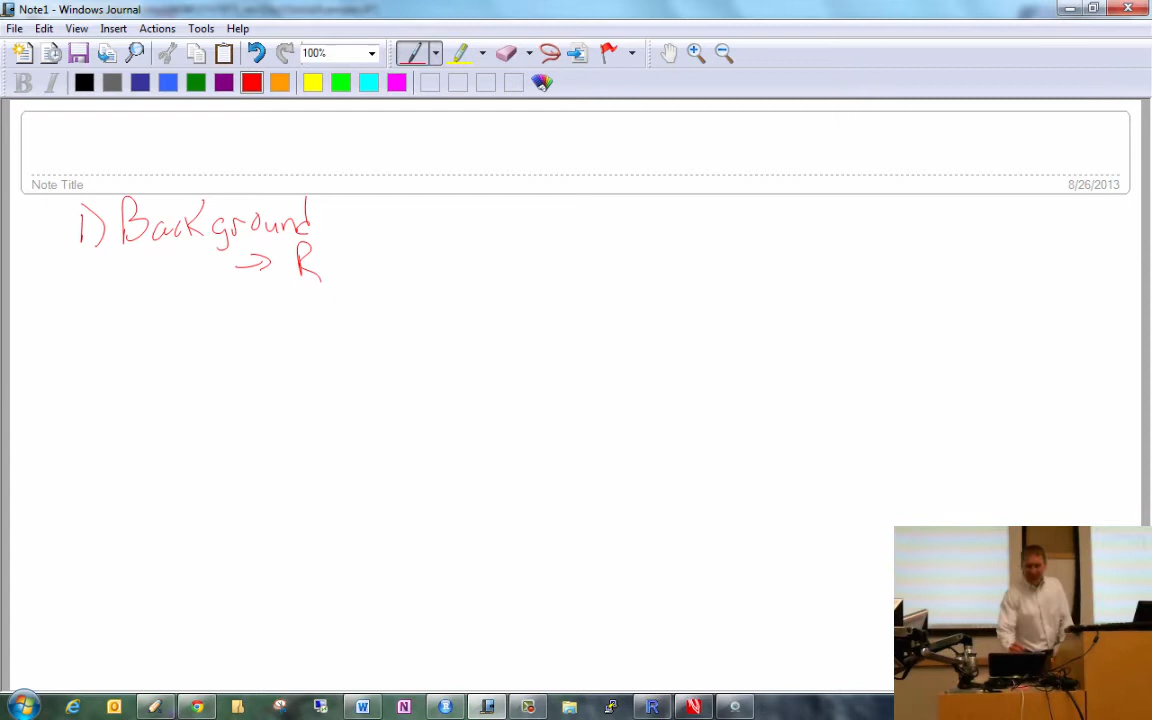 Note1 - Windows Journal
File Edit View Insert Actions Tools Help
100%
B I
Note Title
8/26/2013
1) Background
→ R